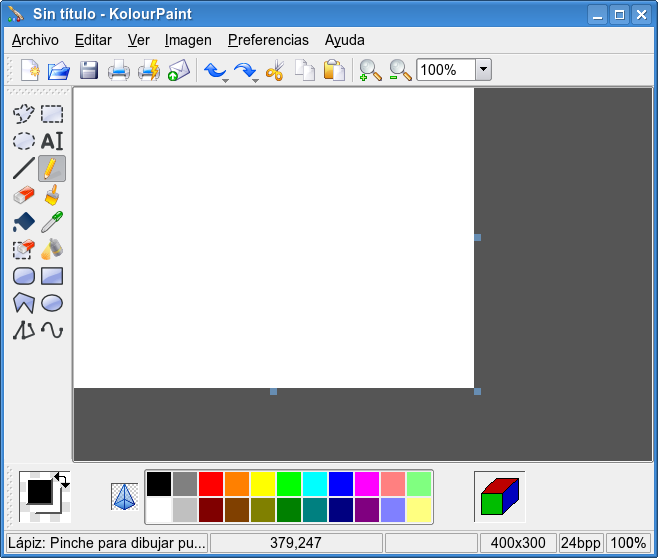 Sin título - KolourPaint
Archivo Editar Ver Imagen Preferencias Ayuda
100%
AI
Lápiz: Pinche para dibujar pu... 379,247 400x300 24bpp 100%